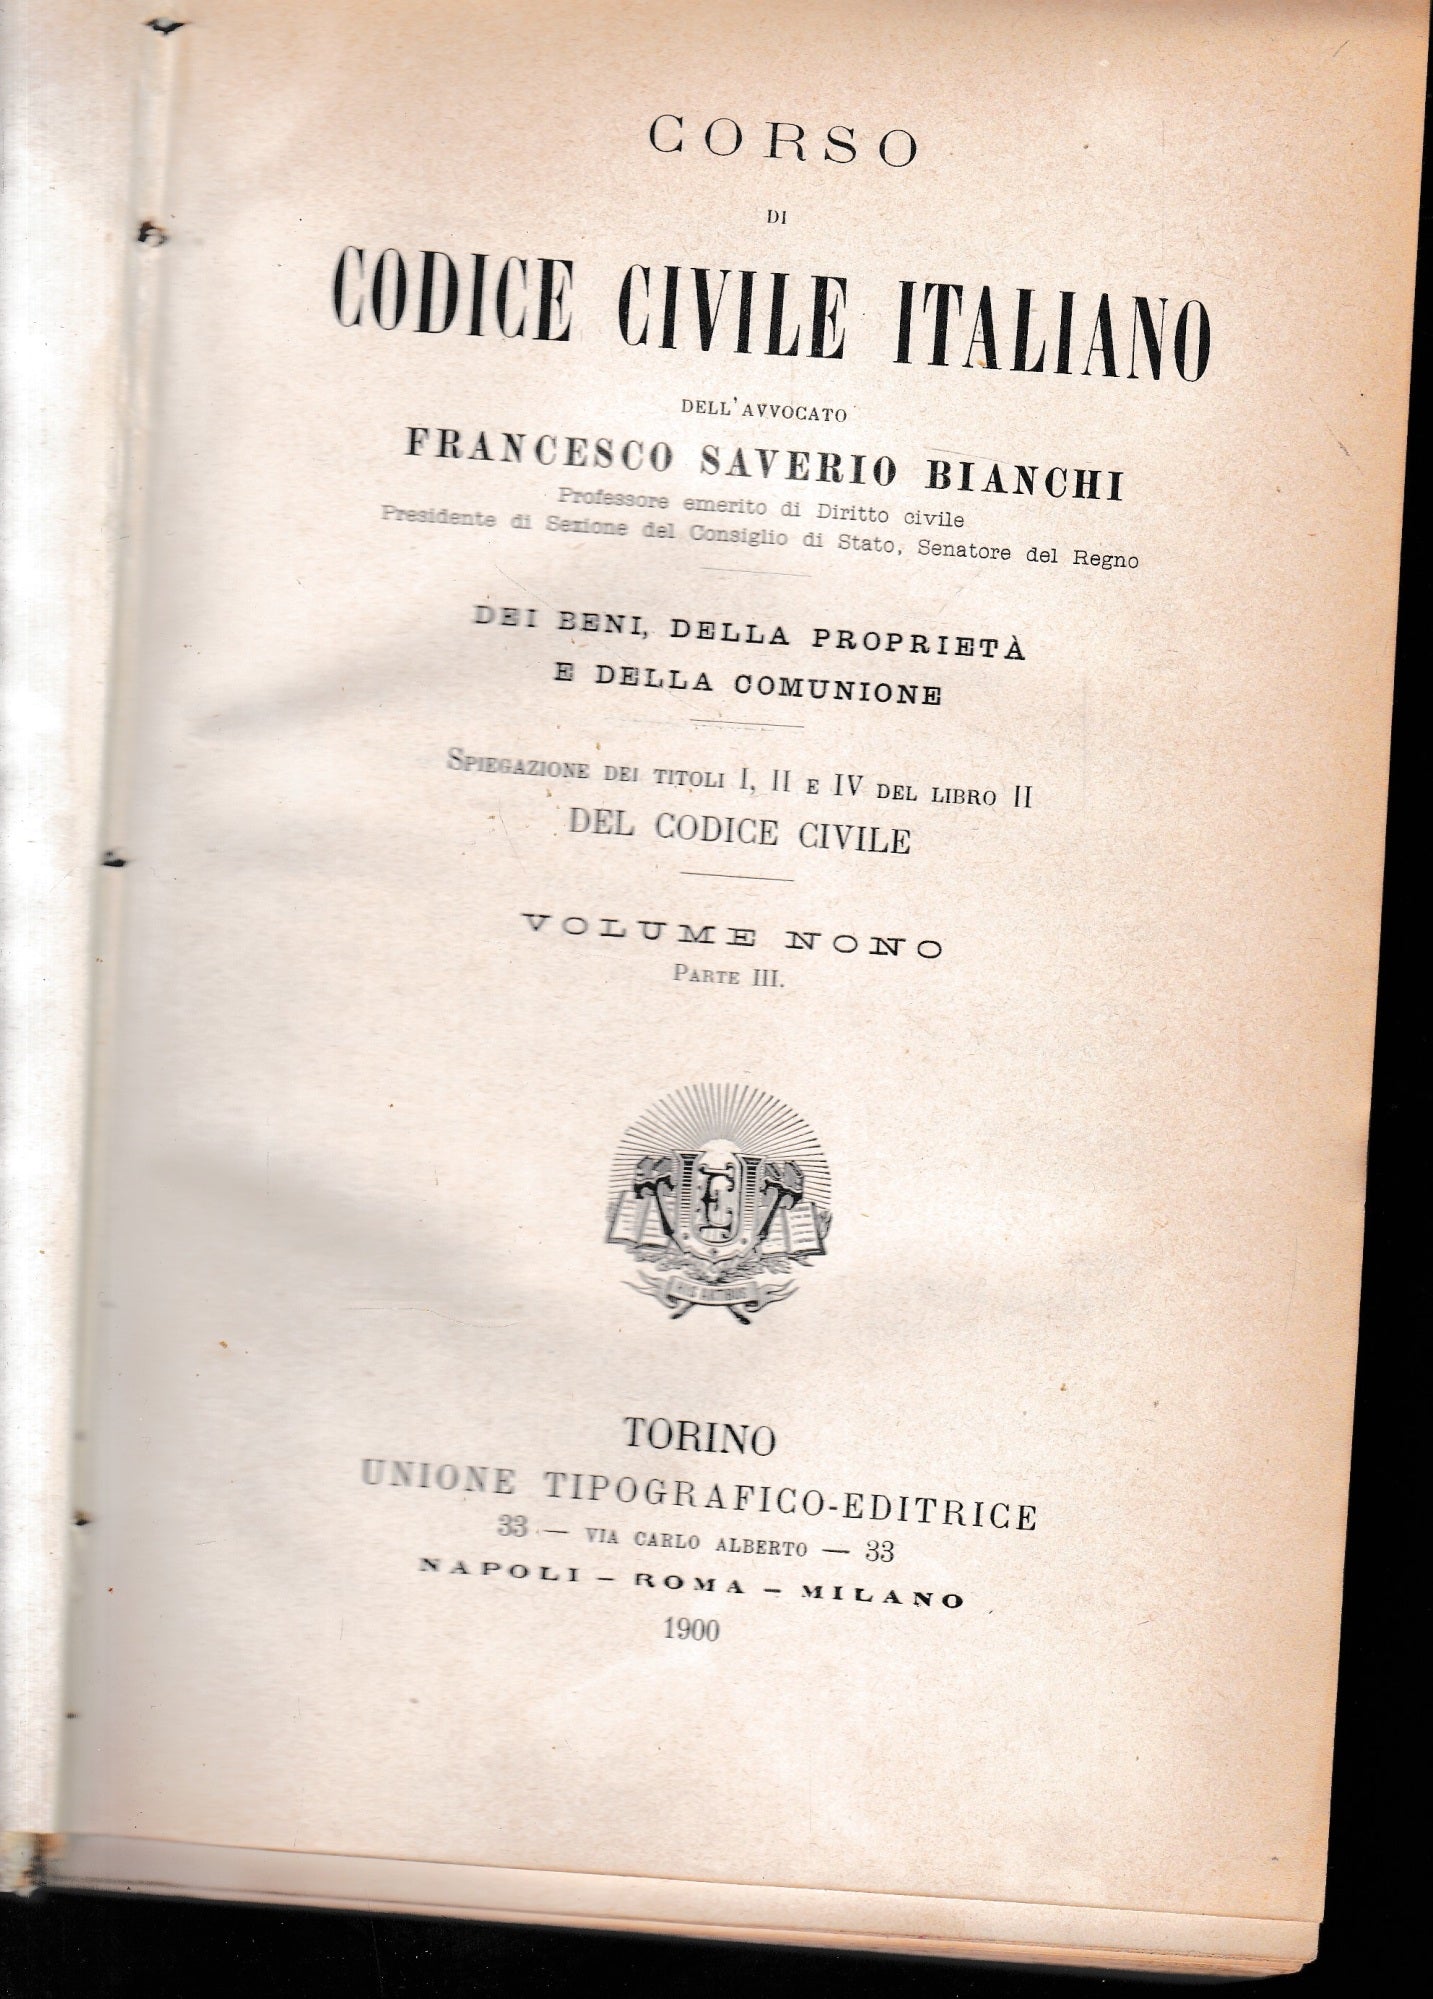 CORSO
DI
CODICE CIVILE ITALIANO
DELL'AVVOCATO
FRANCESCO SAVERIO BIANCHI
Professore emerito di Diritto civile
Presidente di Sezione del Consiglio di Stato, Senatore del Regno
DEI BENI, DELLA PROPRIETÀ
E DELLA COMUNIONE
SPIEGAZIONE DEI TITOLI I, II E IV DEL LIBRO II
DEL CODICE CIVILE
VOLUME NONO
PARTE III.
UTE
HIS ARTIBUS
TORINO
UNIONE TIPOGRAFICO-EDITRICE
33 — VIA CARLO ALBERTO — 33
NAPOLI – ROMA – MILANO
1900